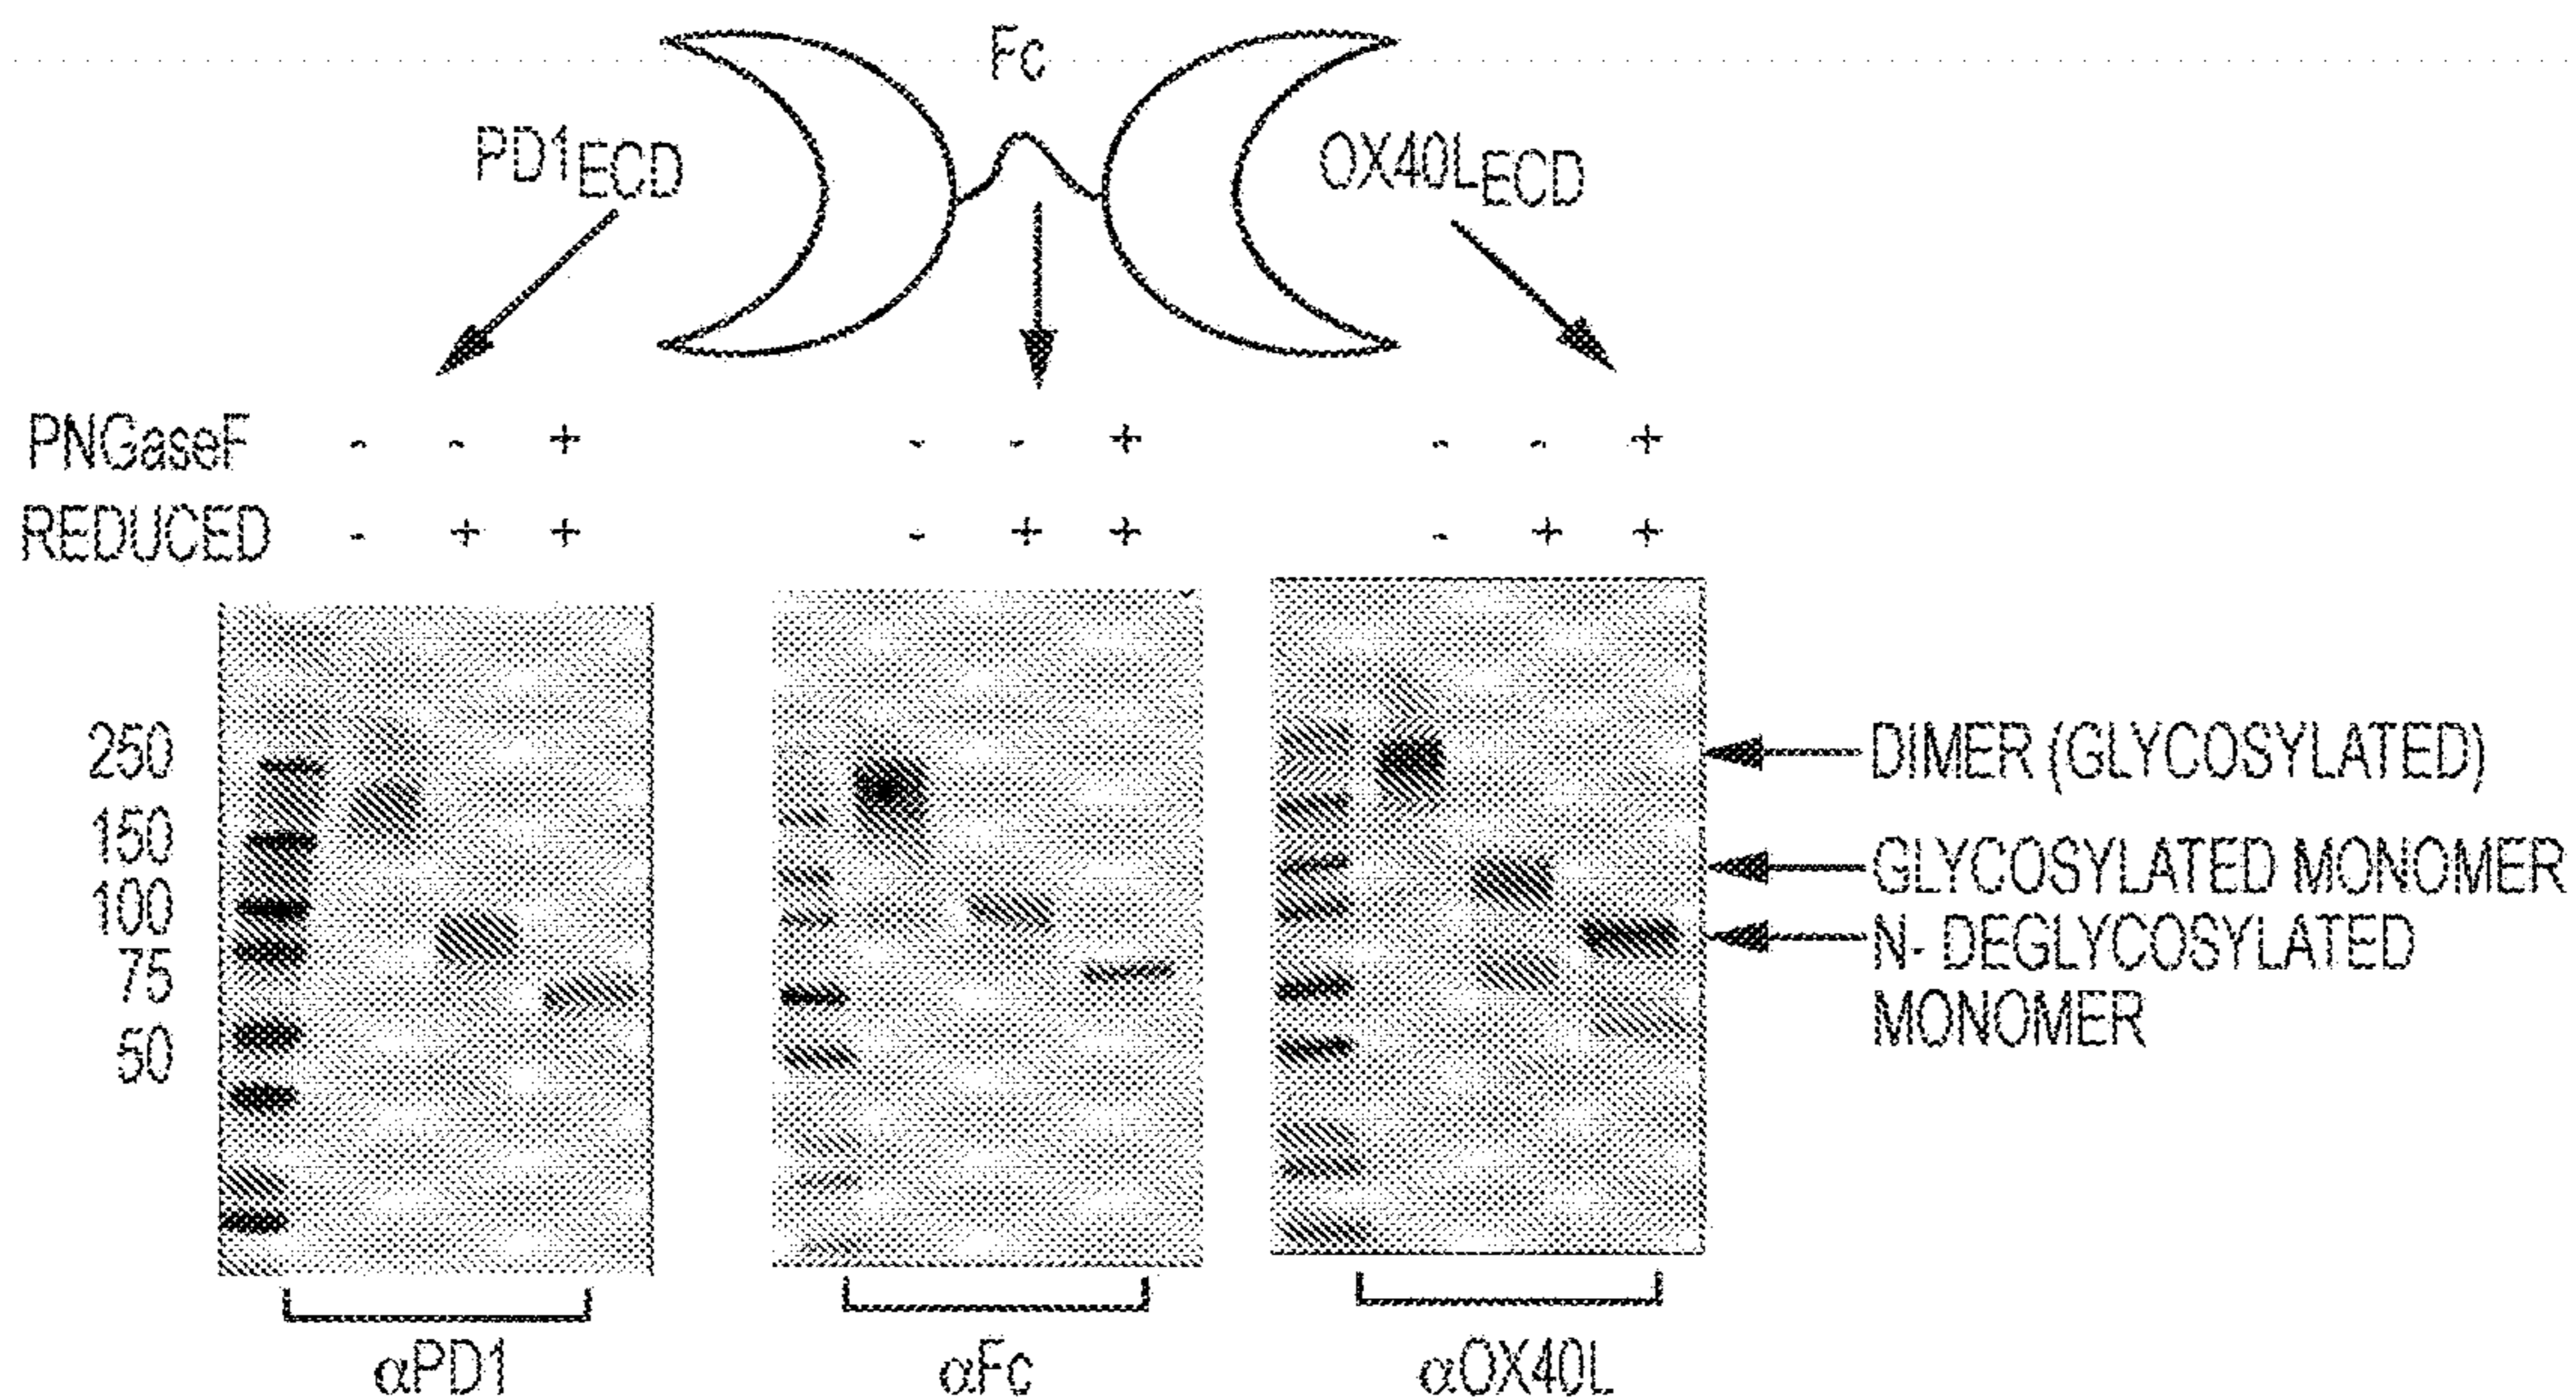 Fc
PD1ECD
OX40LECD
PNGaseF - - + - - + - - +
REDUCED - + + - + + - + +
250
150
100
75
50
DIMER (GLYCOSYLATED)
GLYCOSYLATED MONOMER
N- DEGLYCOSYLATED
MONOMER
αPD1
αFc
αOX40L